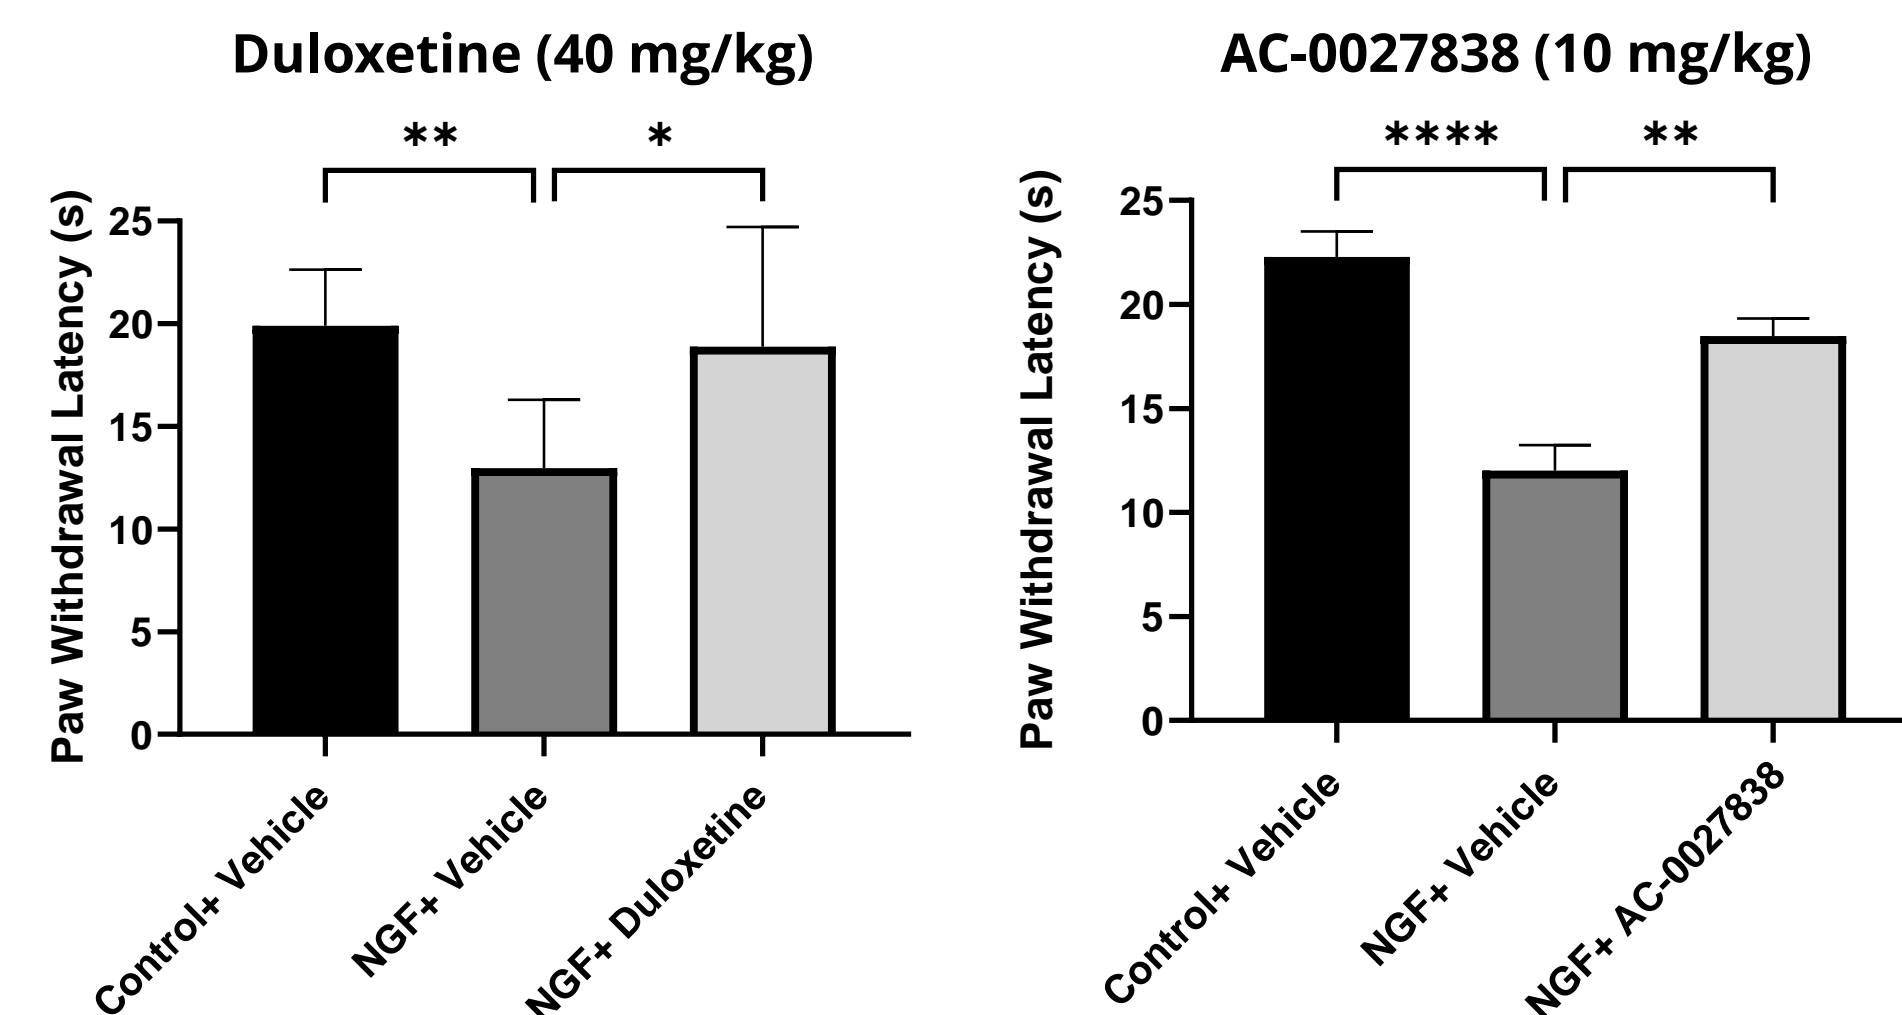 Duloxetine (40 mg/kg)
** *
Paw Withdrawal Latency (s)
25
20
15
10
5
0
Control+ Vehicle
NGF+ Vehicle
NGF+ Duloxetine
AC-0027838 (10 mg/kg)
**** **
Paw Withdrawal Latency (s)
25
20
15
10
5
0
Control+ Vehicle
NGF+ Vehicle
NGF+ AC-0027838